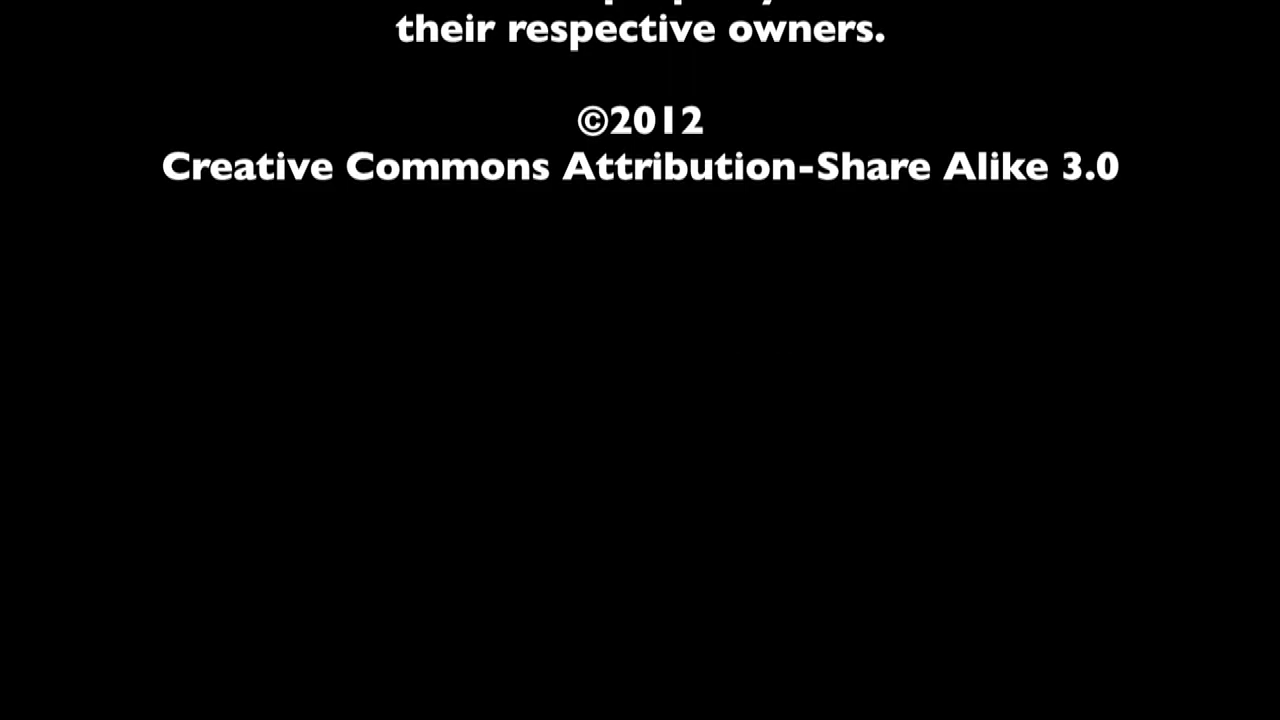 their respective owners.
©2012
Creative Commons Attribution-Share Alike 3.0